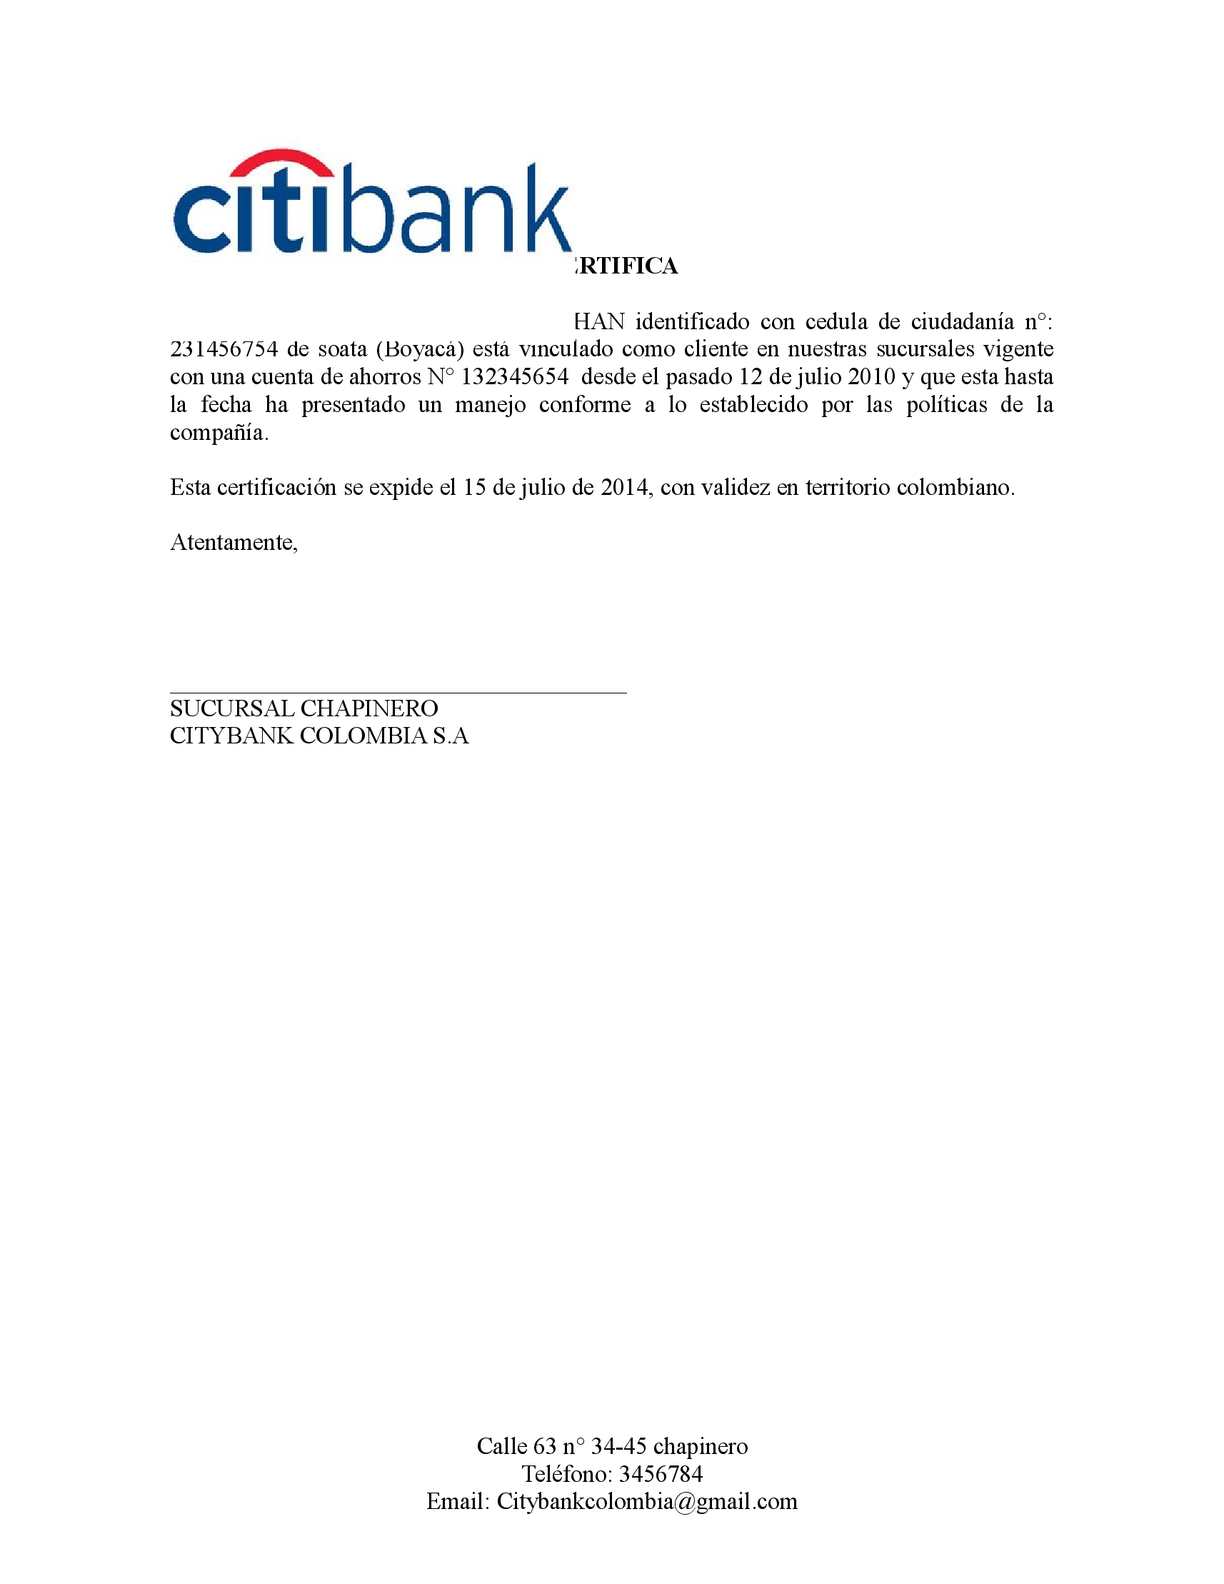 citibank
ERTIFICA
HAN identificado con cedula de ciudadanía n°:
231456754 de soata (Boyacá) está vinculado como cliente en nuestras sucursales vigente
con una cuenta de ahorros N° 132345654 desde el pasado 12 de julio 2010 y que esta hasta
la fecha ha presentado un manejo conforme a lo establecido por las políticas de la
compañía.
Esta certificación se expide el 15 de julio de 2014, con validez en territorio colombiano.
Atentamente,
SUCURSAL CHAPINERO
CITYBANK COLOMBIA S.A
Calle 63 n° 34-45 chapinero
Teléfono: 3456784
Email: Citybankcolombia@gmail.com